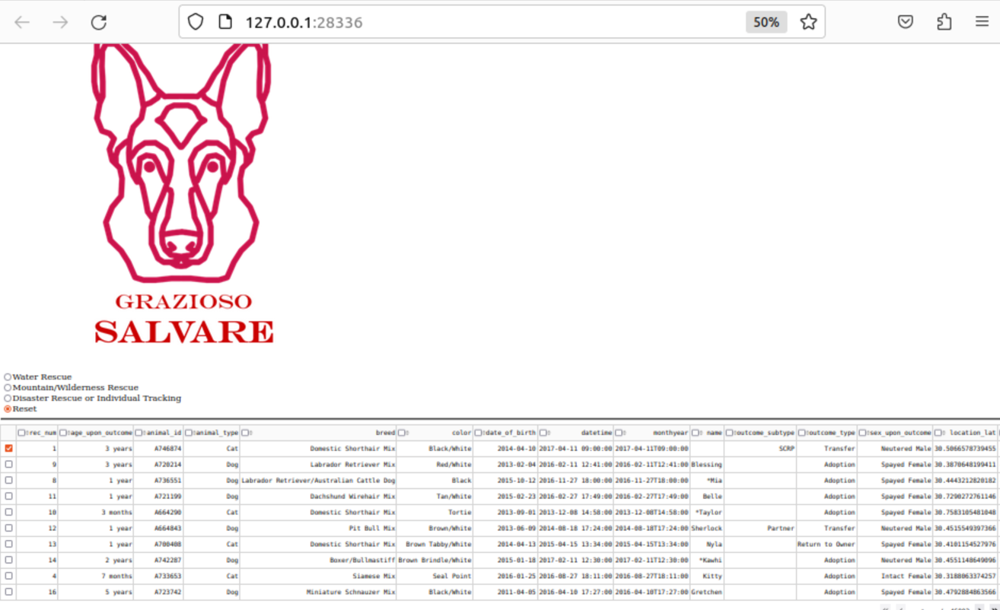 127.0.0.1:28336 50%
GRAZIOSO
SALVARE
Water Rescue
Mountain/Wilderness Rescue
Disaster Rescue or Individual Tracking
Reset
rec_num age_upon_outcome animal_id animal_type breed color date_of_birth datetime monthyear name outcome_subtype outcome_type sex_upon_outcome location_lat
1 3 years A746874 Cat Domestic Shorthair Mix Black/White 2014-04-10 2017-04-11 09:00:00 2017-04-11T09:00:00 SCRP Transfer Neutered Male 30.5066578739455
9 3 years A720214 Dog Labrador Retriever Mix Red/White 2013-02-04 2016-02-11 12:41:00 2016-02-11T12:41:00 Blessing Adoption Spayed Female 30.3870648199411
8 1 year A736551 Dog Labrador Retriever/Australian Cattle Dog Black 2015-10-12 2016-11-27 18:00:00 2016-11-27T18:00:00 *Mia Adoption Spayed Female 30.4443212820182
11 1 year A721199 Dog Dachshund Wirehair Mix Tan/White 2015-02-23 2016-02-27 17:49:00 2016-02-27T17:49:00 Belle Adoption Spayed Female 30.7290272761146
10 3 months A664290 Cat Domestic Shorthair Mix Tortie 2013-09-01 2013-12-08 14:58:00 2013-12-08T14:58:00 *Taylor Adoption Spayed Female 30.7583105481048
12 1 year A664843 Dog Pit Bull Mix Brown/White 2013-06-09 2014-08-18 17:24:00 2014-08-18T17:24:00 Sherlock Partner Transfer Neutered Male 30.4515549397366
13 1 year A700408 Cat Domestic Shorthair Mix Brown Tabby/White 2014-04-13 2015-04-15 13:34:00 2015-04-15T13:34:00 Nyla Return to Owner Spayed Female 30.4101154527976
14 2 years A742287 Dog Boxer/Bullmastiff Brown Brindle/White 2015-01-18 2017-02-11 12:30:00 2017-02-11T12:30:00 *Kawhi Adoption Neutered Male 30.4551148649096
4 7 months A733653 Cat Siamese Mix Seal Point 2016-01-25 2016-08-27 18:11:00 2016-08-27T18:11:00 Kitty Adoption Intact Female 30.3188063374257
16 5 years A723742 Dog Miniature Schnauzer Mix Black/White 2011-04-05 2016-04-10 17:27:00 2016-04-10T17:27:00 Gretchen Adoption Spayed Female 30.4792884863566